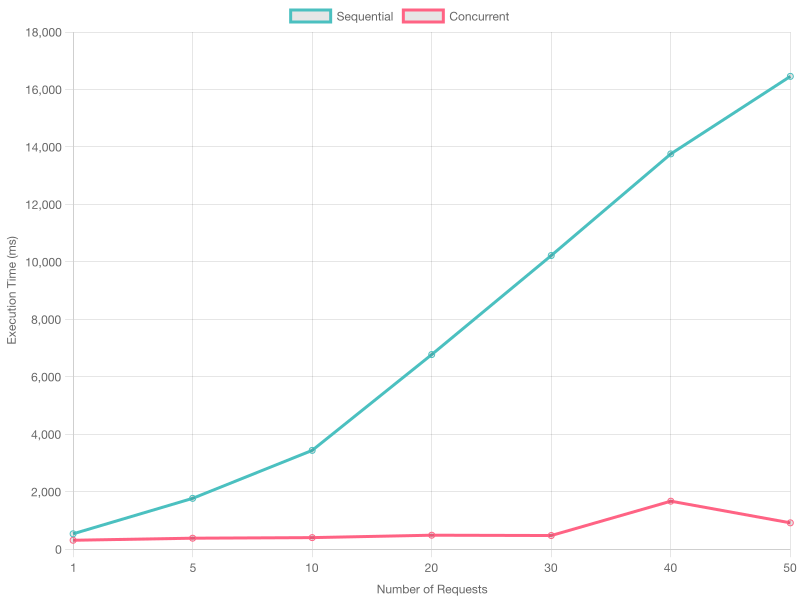 Sequential Concurrent
18,000
16,000
14,000
12,000
10,000
8,000
6,000
4,000
2,000
0
Execution Time (ms)
1 5 10 20 30 40 50
Number of Requests